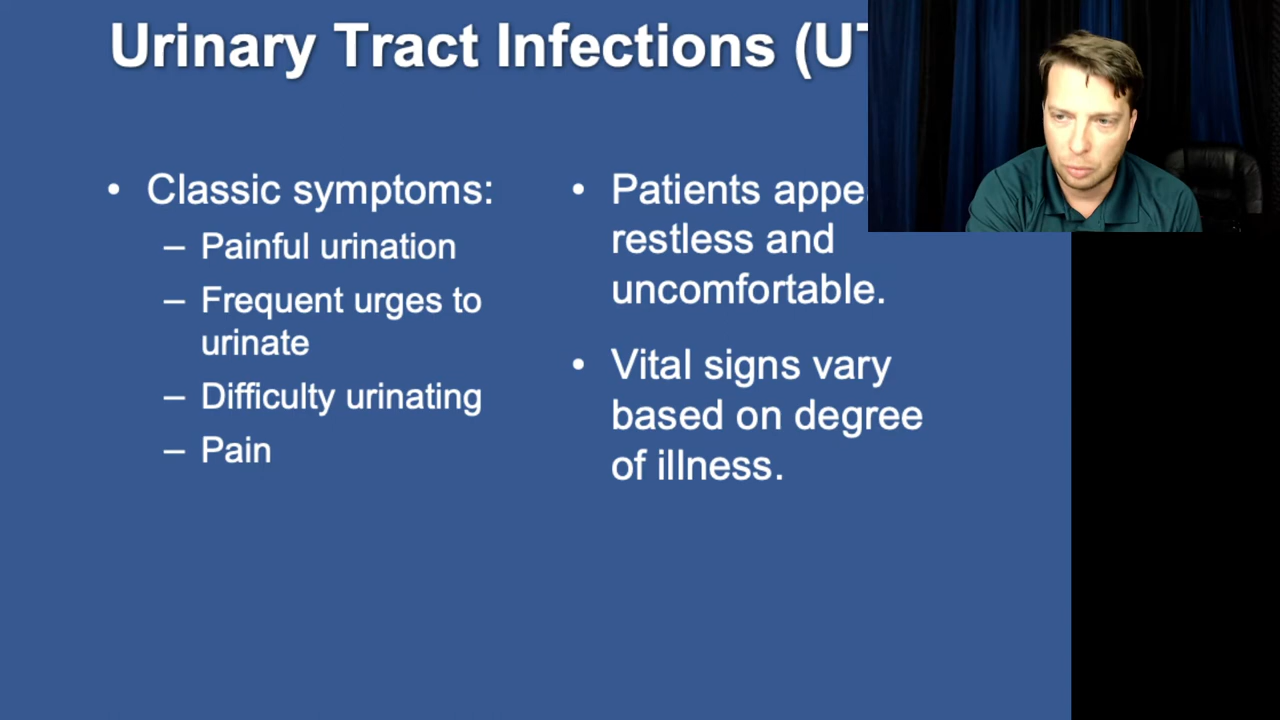 Urinary Tract Infections (UT
• Classic symptoms:
– Painful urination
– Frequent urges to
urinate
– Difficulty urinating
– Pain
• Patients appe
restless and
uncomfortable.
• Vital signs vary
based on degree
of illness.